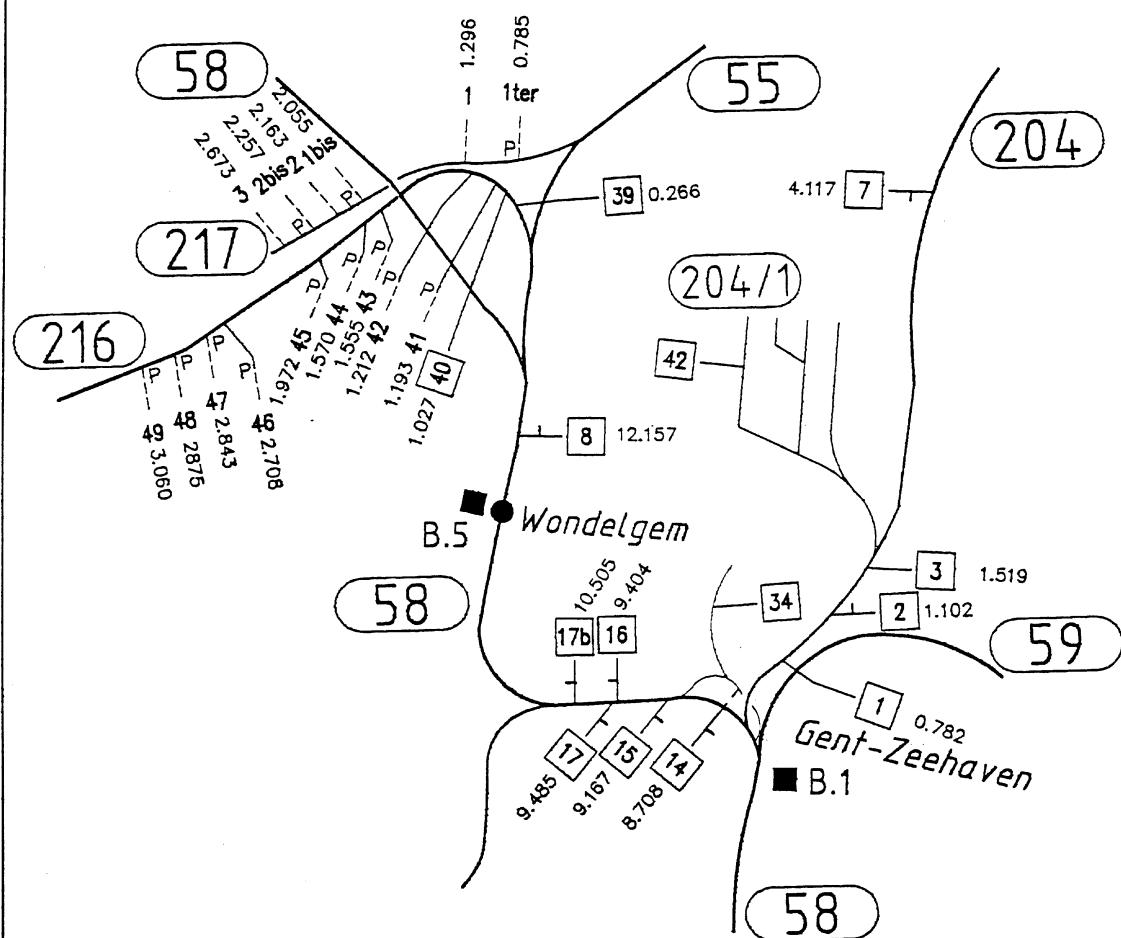 58
1.296
0.785
1
1ter
55
204
2.055
2.163
2.257
2.673
3 2bis 2 1bis
P
P
P
P
39 0.266
4.117 7
217
204/1
216
P
P
P
P
P
P
P
P
P
1.972 45
1.570 44
1.555 43
1.212 42
1.193 41
1.027 40
42
49 3.060
48 2875
47 2.843
46 2.708
8 12.157
B.5
Wondelgem
58
10.505
9.404
17b
16
34
3 1.519
2 1.102
59
1 0.782
17
9.485
15
9.167
14
8.708
Gent-Zeehaven
B.1
58